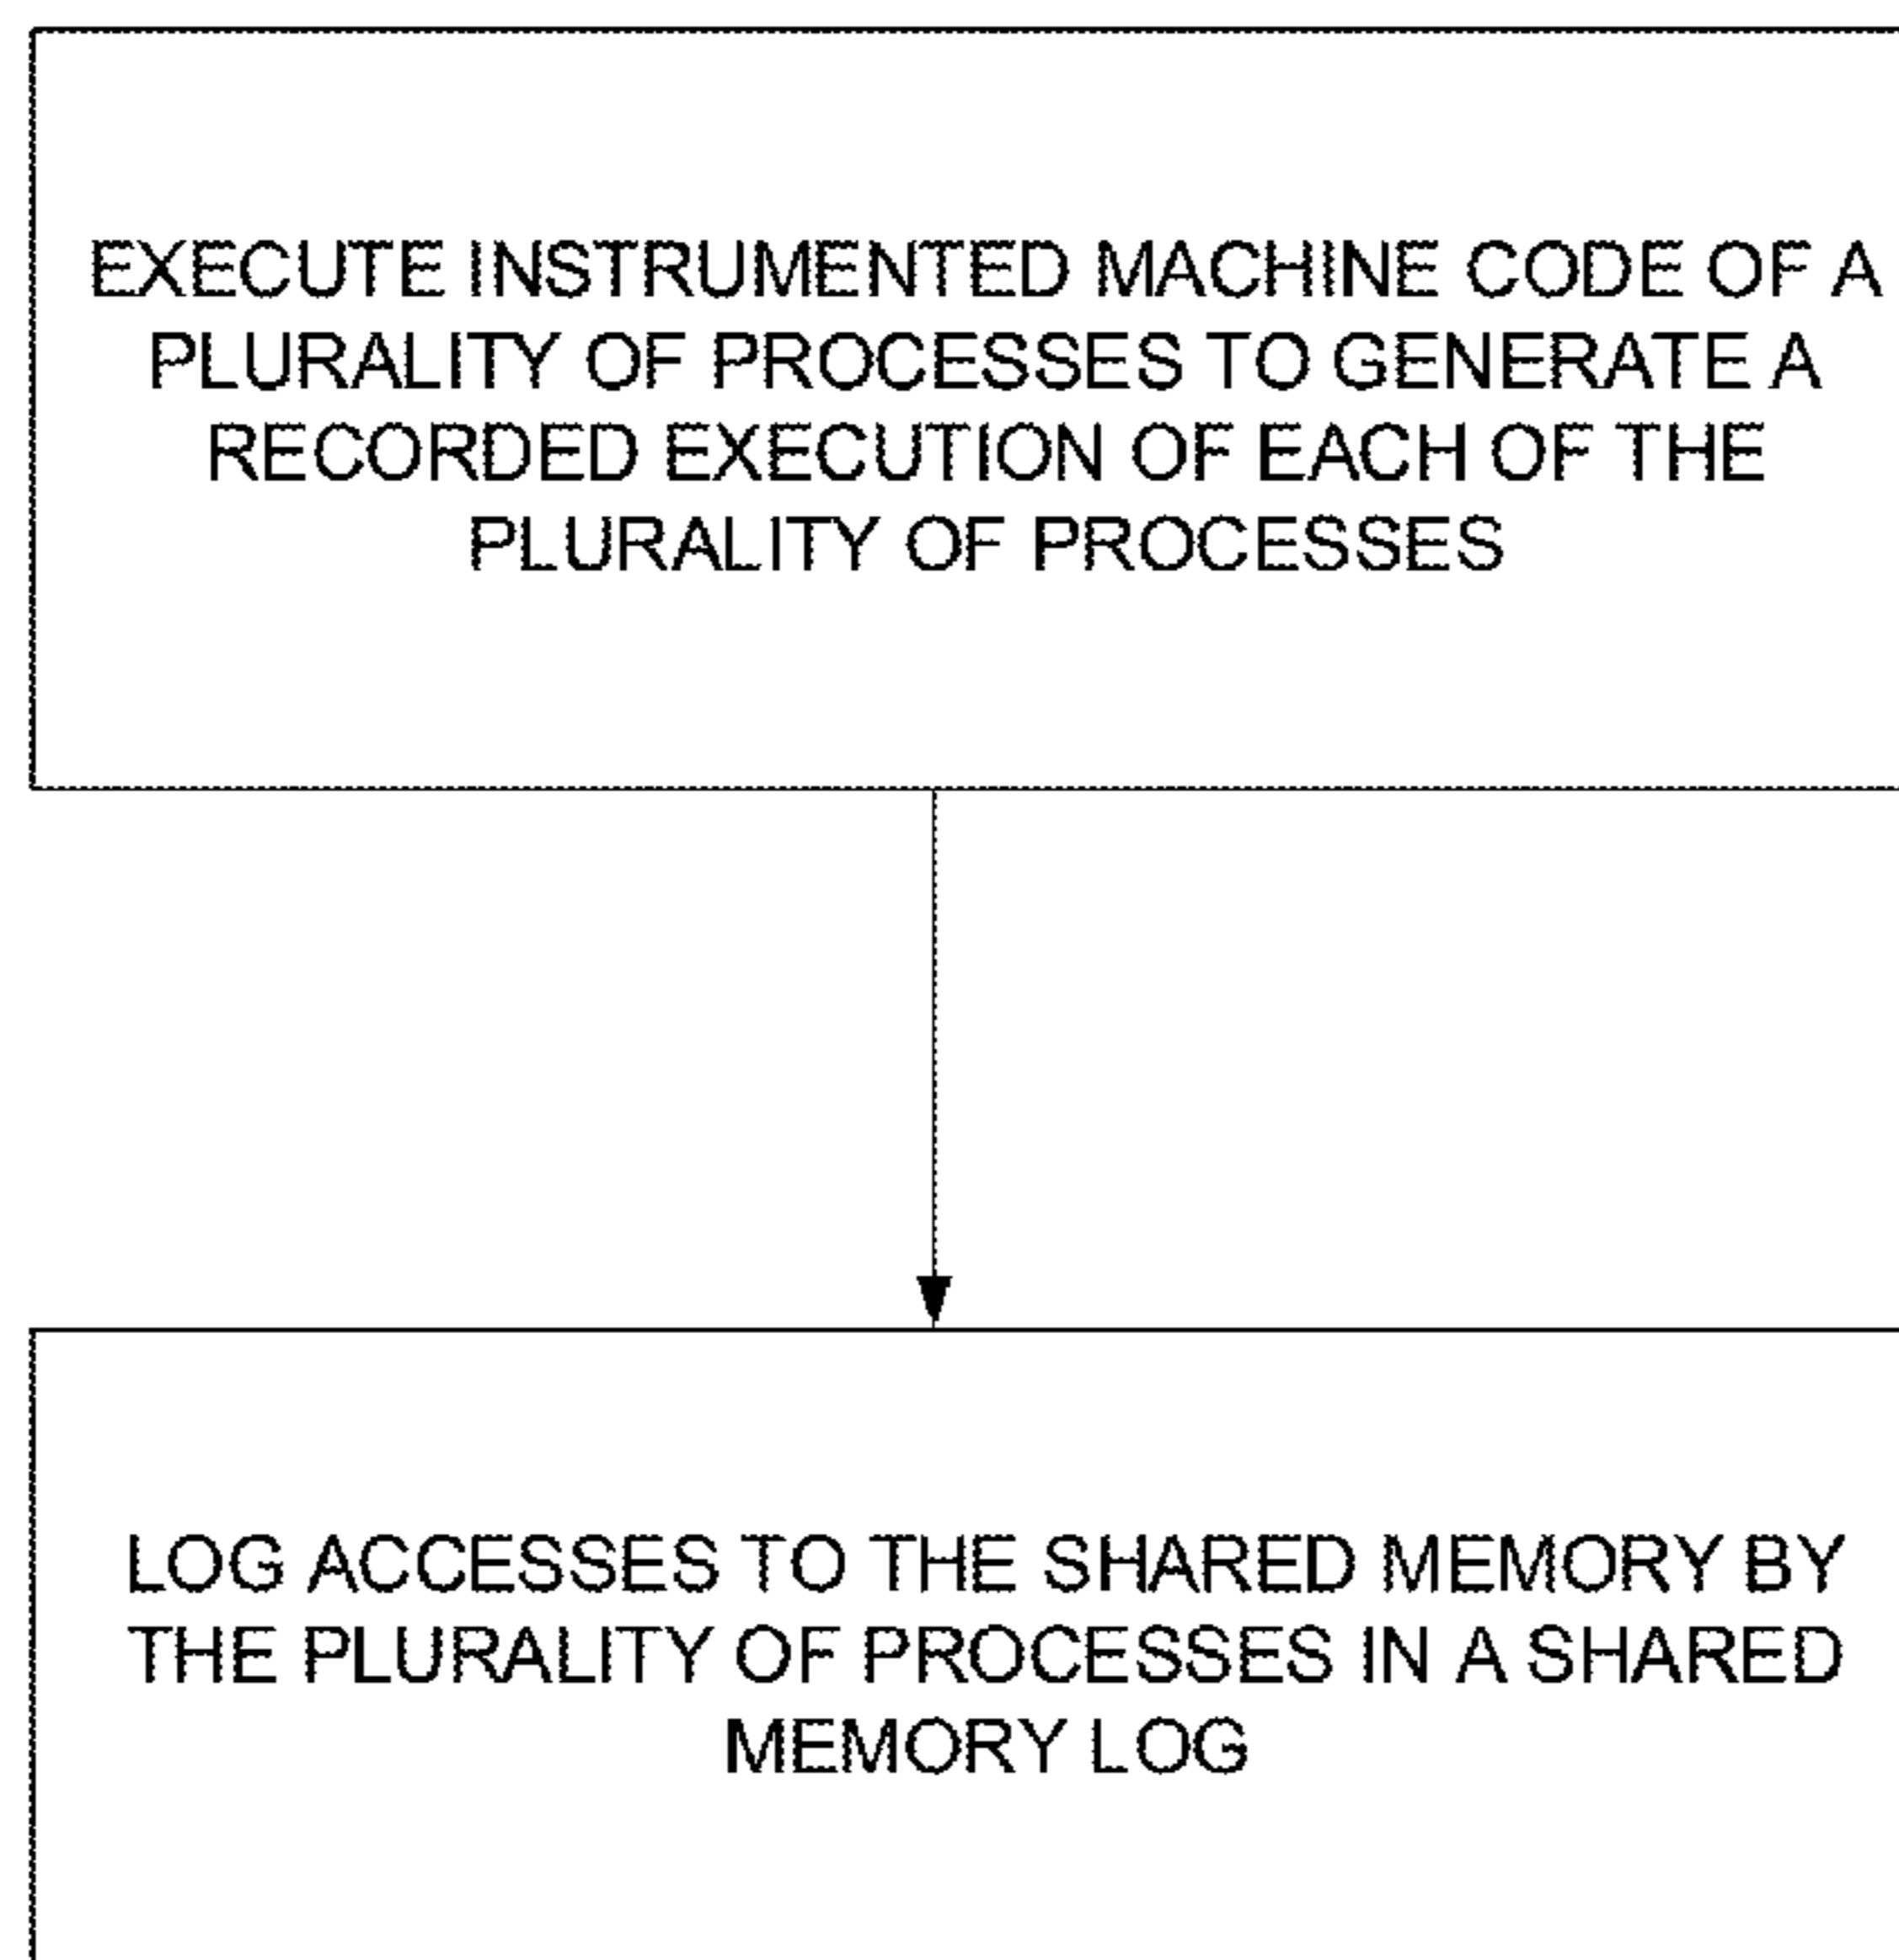 EXECUTE INSTRUMENTED MACHINE CODE OF A
PLURALITY OF PROCESSES TO GENERATE A
RECORDED EXECUTION OF EACH OF THE
PLURALITY OF PROCESSES
LOG ACCESSES TO THE SHARED MEMORY BY
THE PLURALITY OF PROCESSES IN A SHARED
MEMORY LOG